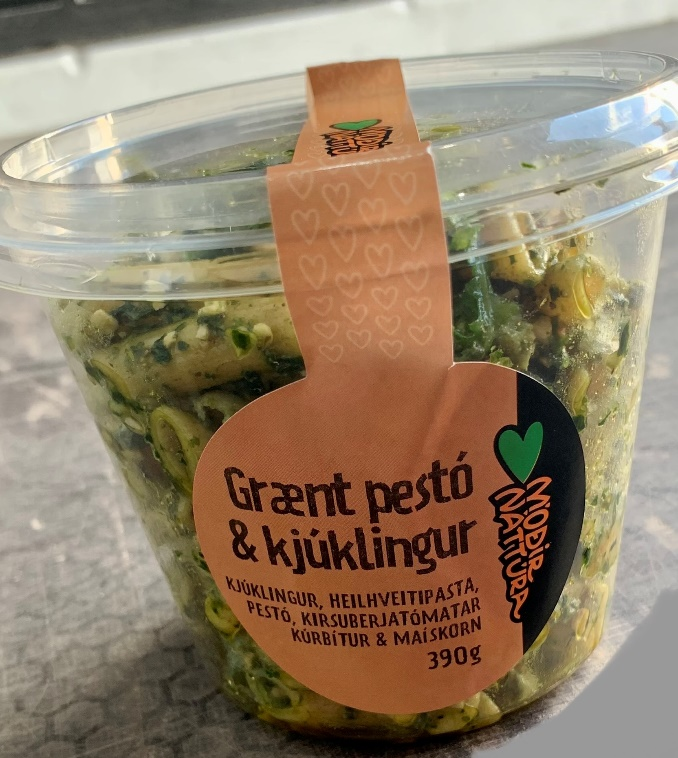 Grænt pestó
& kjúklingur
KJÚKLINGUR, HEILHVEITIPASTA,
PESTÓ, KIRSUBERJATÓMATAR
KÚRBÍTUR & MAÍSKORN
390g
MÓÐIR
NÁTTÚRA